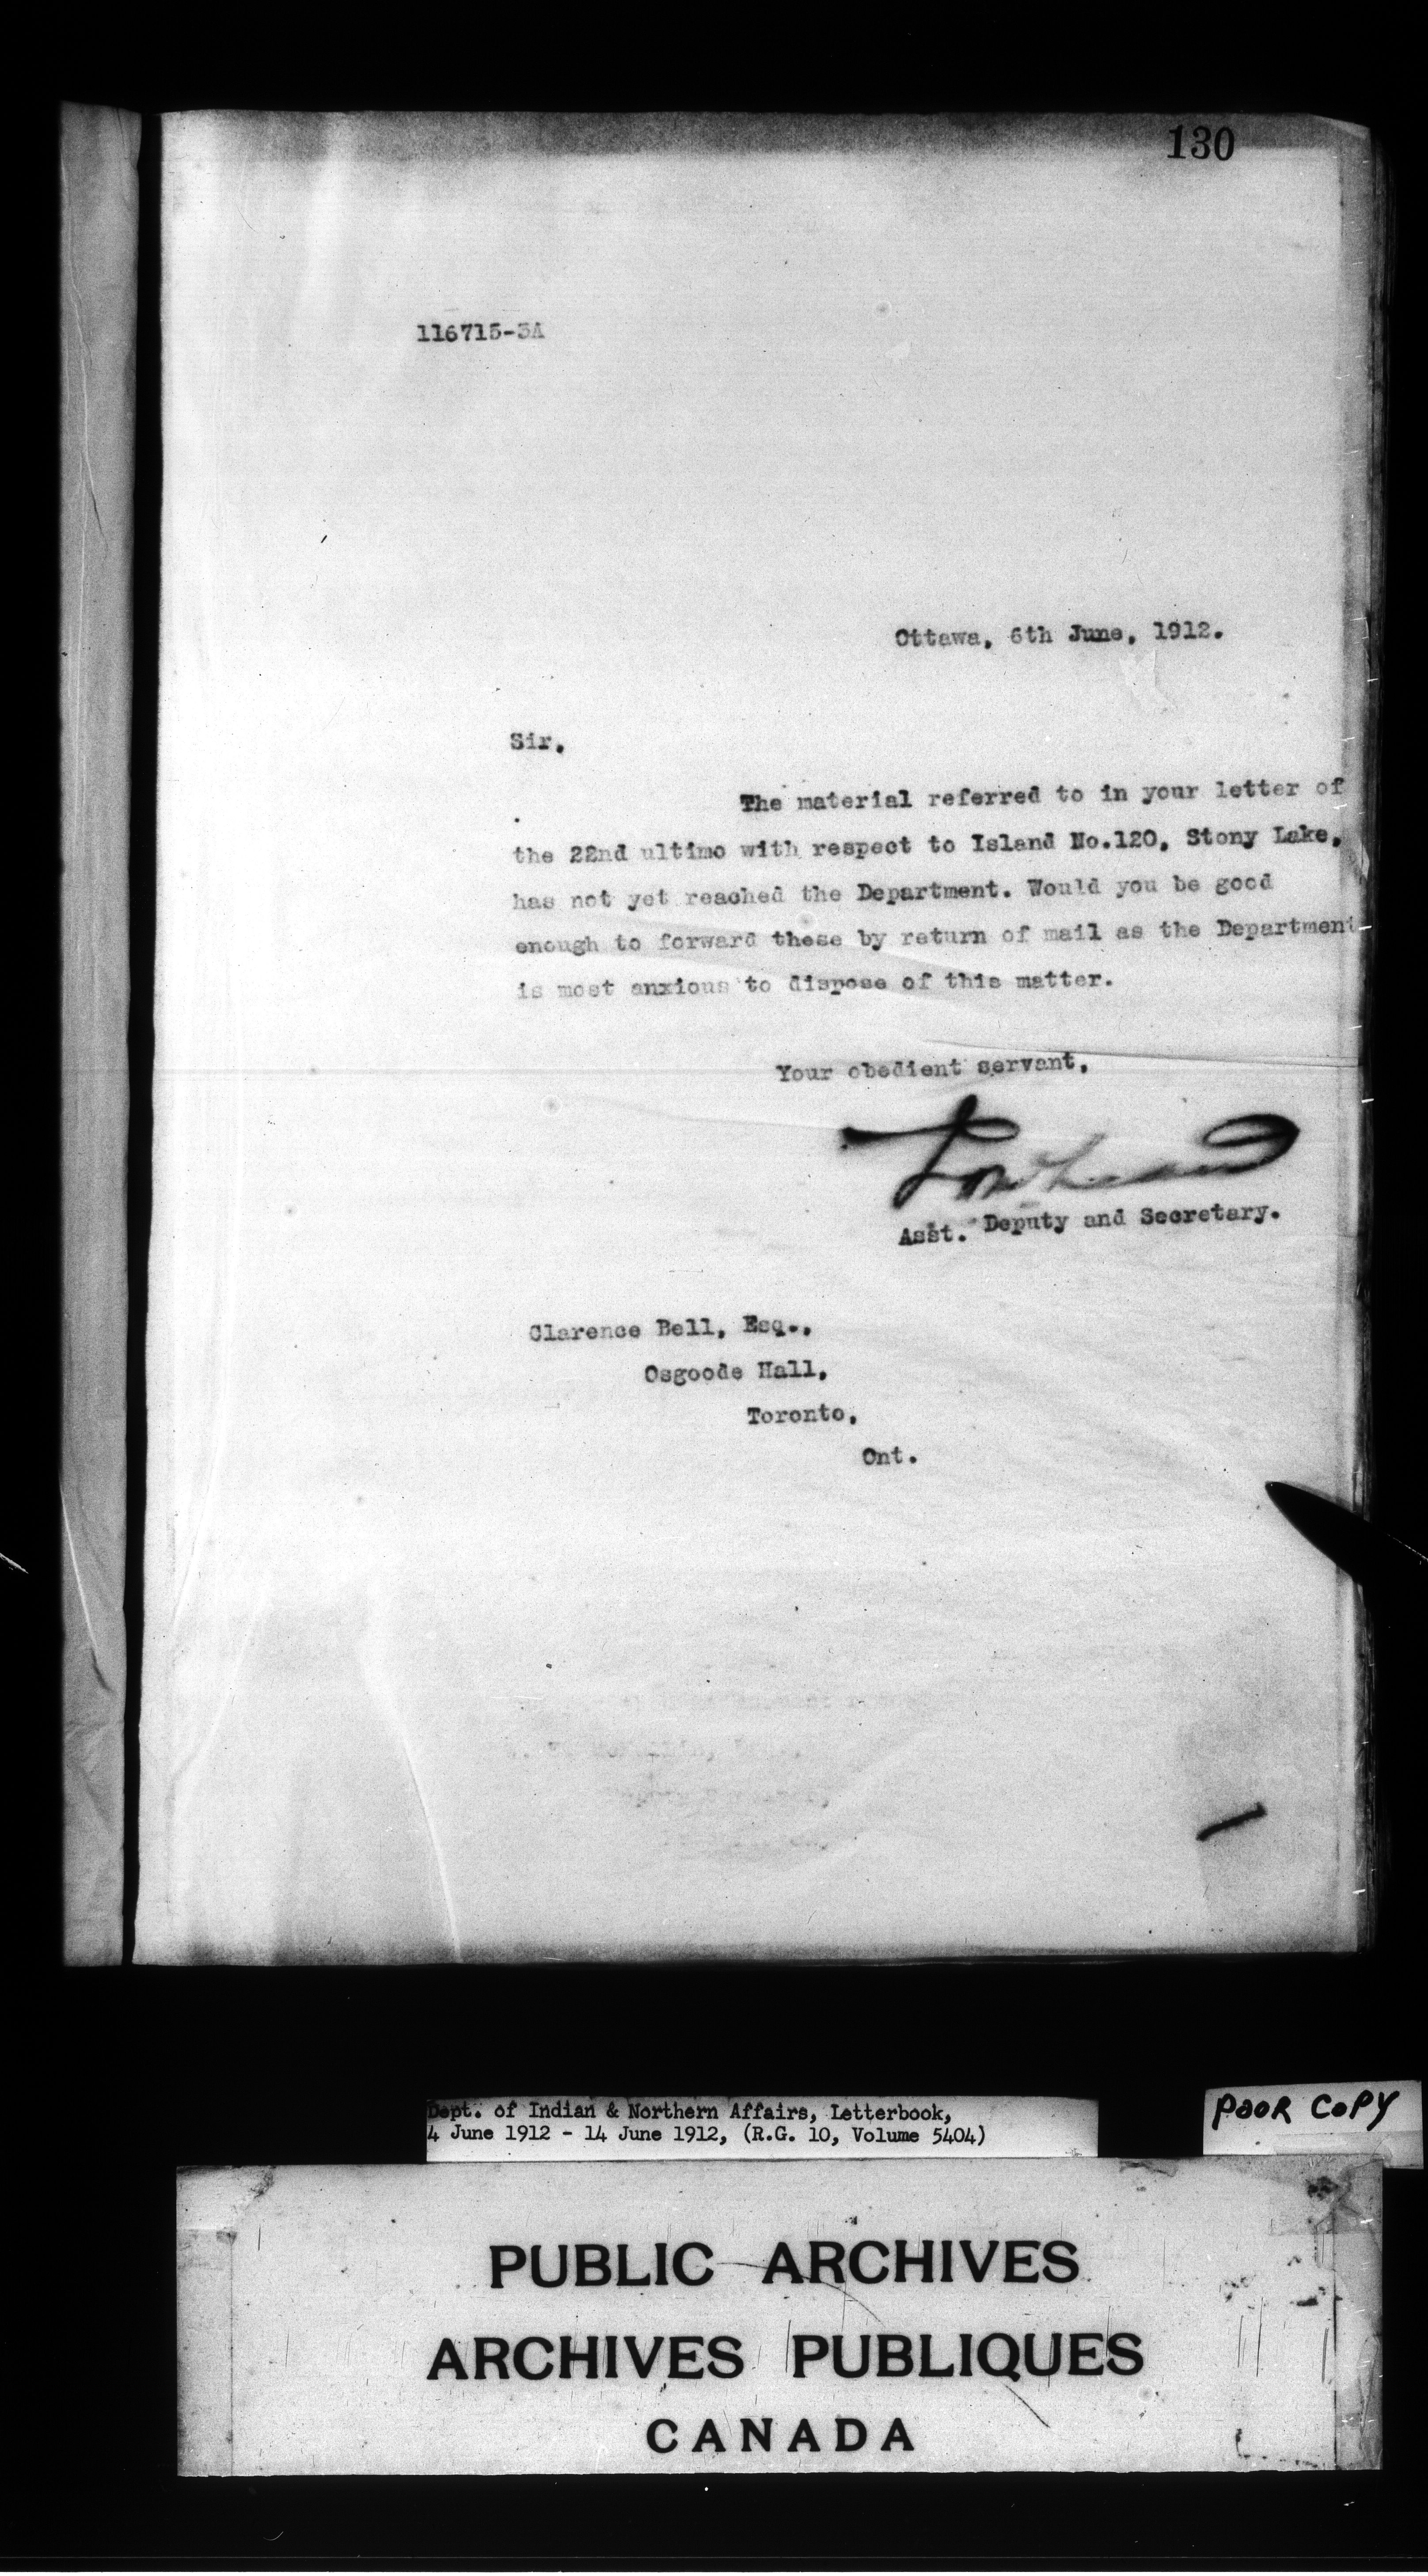 130
116715-3A
Ottawa, 6th June, 1912.
Sir,
The material referred to in your letter of
the 22nd ultimo with respect to Island No.120, Stony Lake,
has not yet reached the Department. Would you be good
enough to forward these by return of mail as the Department
is most anxious to dispose of this matter.
Your obedient servant,
Asst. Deputy and Secretary.
Clarence Bell, Esq.,
Osgoode Hall,
Toronto,
Ont.
Dept. of Indian & Northern Affairs, Letterbook,
4 June 1912 - 14 June 1912, (R.G. 10, Volume 5404)
POOR COPY
PUBLIC ARCHIVES
ARCHIVES PUBLIQUES
CANADA